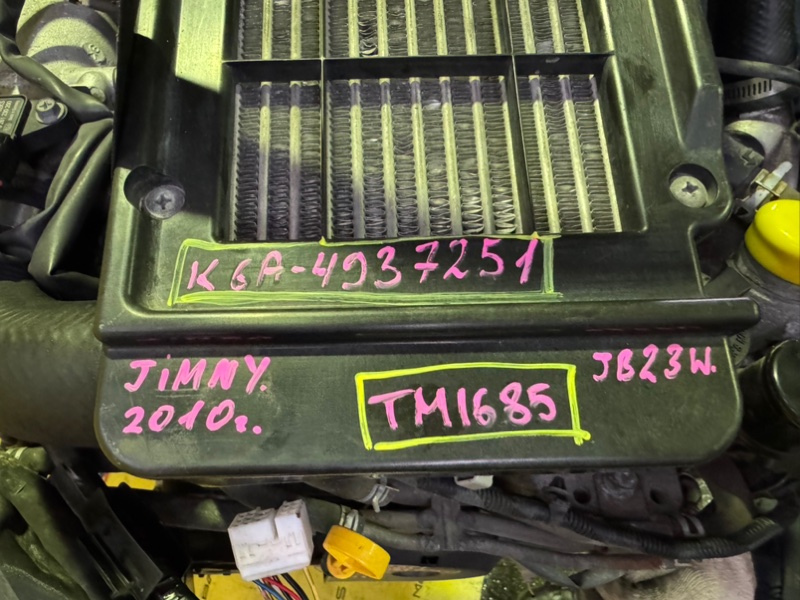 K6A-4937251
JiMNY.
2010г.
TM1685
JB23W.